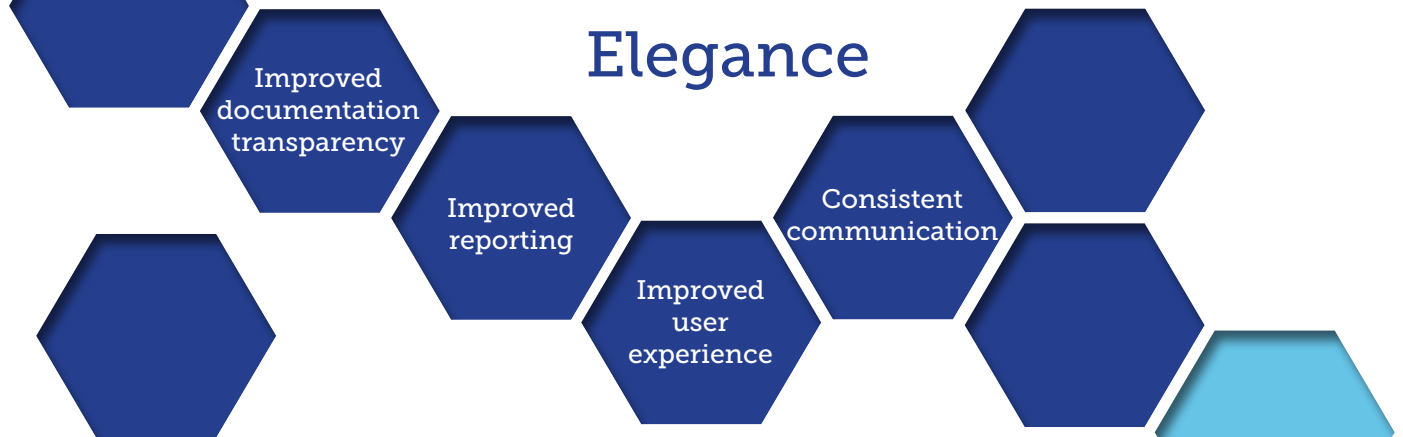 Elegance
Improved
documentation
transparency
Improved
reporting
Improved
user
experience
Consistent
communication